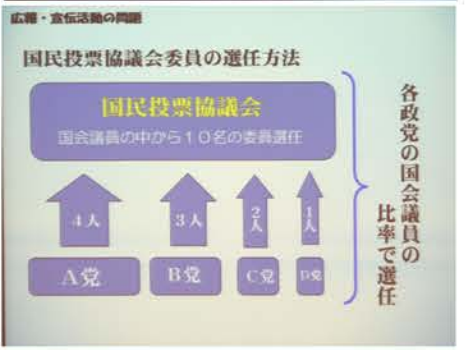 広報・宣伝活動の問題
国民投票協議会委員の選任方法
国民投票協議会
国会議員の中から10名の委員選任
4人
3人
2人
1人
A党
B党
C党
D党
各政党の国会議員の
比率で選任